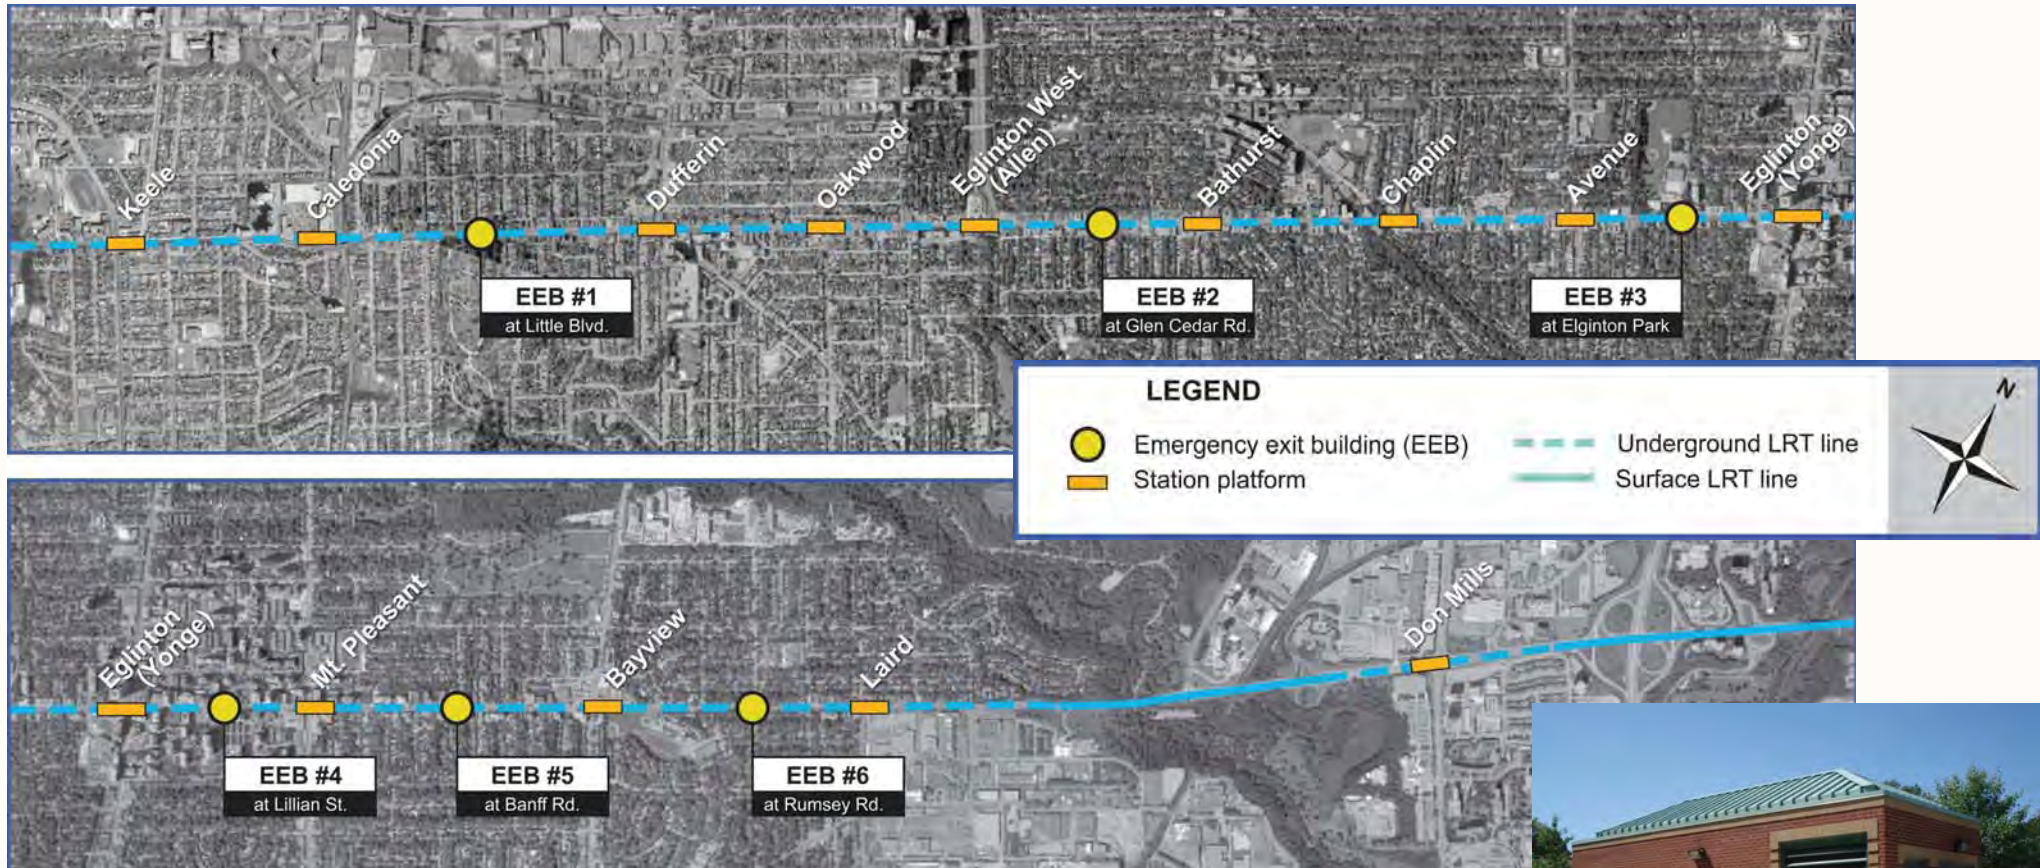 Keele
Caledonia
Dufferin
Oakwood
Eglinton West
(Allen)
Bathurst
Chaplin
Avenue
Eglinton
(Yonge)
EEB #1
at Little Blvd.
EEB #2
at Glen Cedar Rd.
EEB #3
at Elginton Park
LEGEND
Emergency exit building (EEB)
Station platform
Underground LRT line
Surface LRT line
N
Eglinton
(Yonge)
Mt. Pleasant
Bayview
Laird
Don Mills
EEB #4
at Lillian St.
EEB #5
at Banff Rd.
EEB #6
at Rumsey Rd.